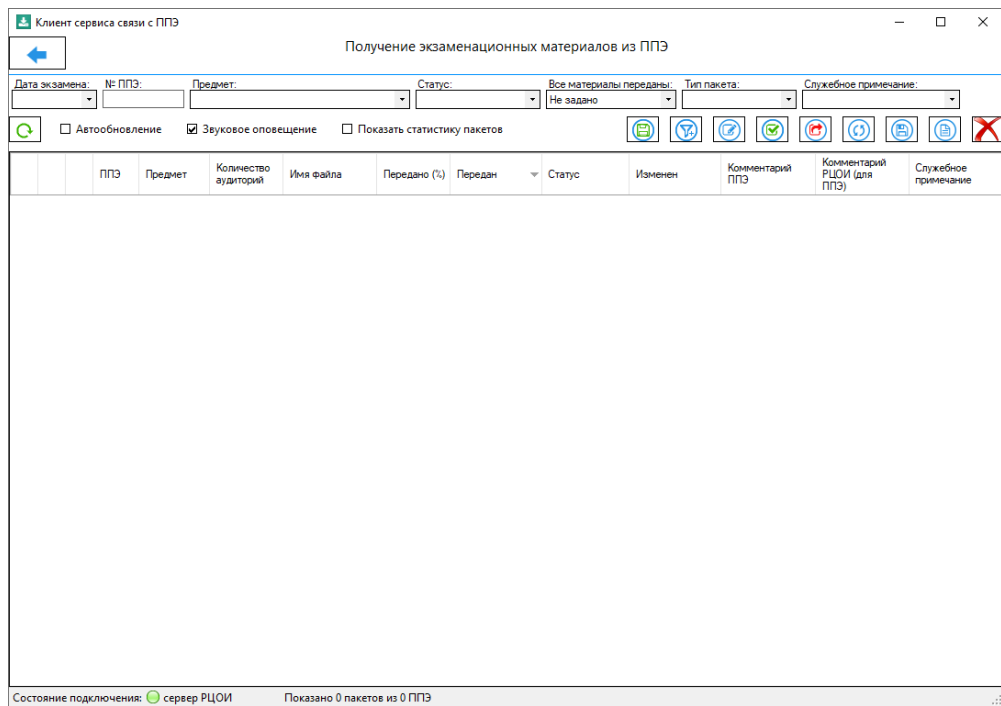 Клиент сервиса связи с ППЭ
Получение экзаменационных материалов из ППЭ
Дата экзамена: № ППЭ: Предмет: Статус: Все материалы переданы: Тип пакета: Служебное примечание:
Не задано
Автообновление Звуковое оповещение Показать статистику пакетов
ППЭ Предмет Количество аудиторий Имя файла Передано (%) Передан Статус Изменен Комментарий ППЭ Комментарий РЦОИ (для ППЭ) Служебное примечание
Состояние подключения: сервер РЦОИ Показано 0 пакетов из 0 ППЭ